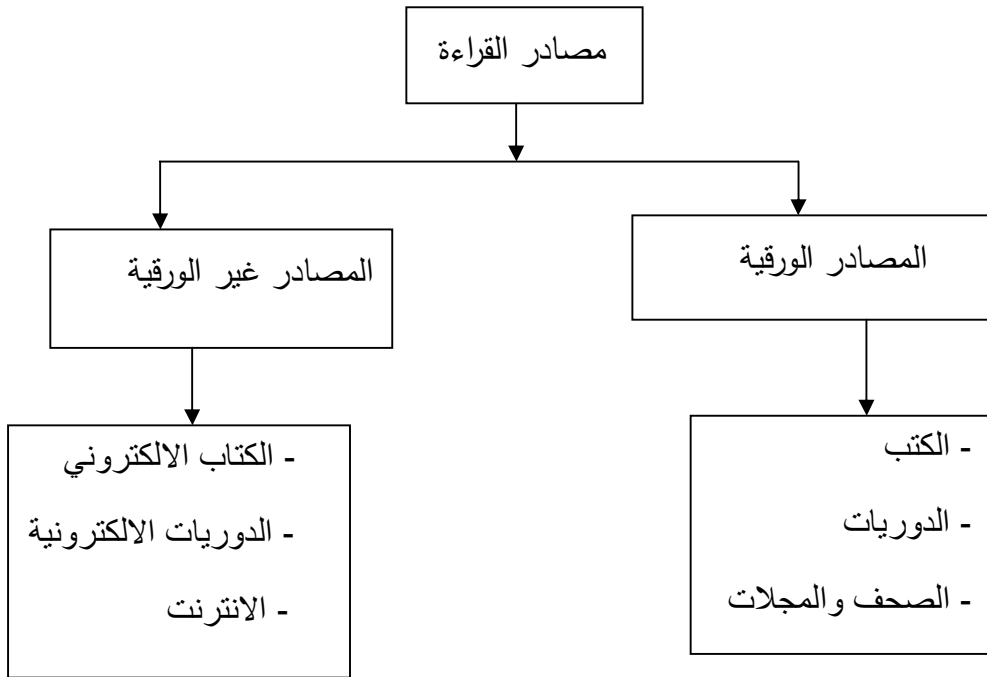 مصادر القراءة
المصادر الورقية
المصادر غير الورقية
- الكتب
- الدوريات
- الصحف والمجلات
- الكتاب الالكتروني
- الدوريات الالكترونية
- الانترنت